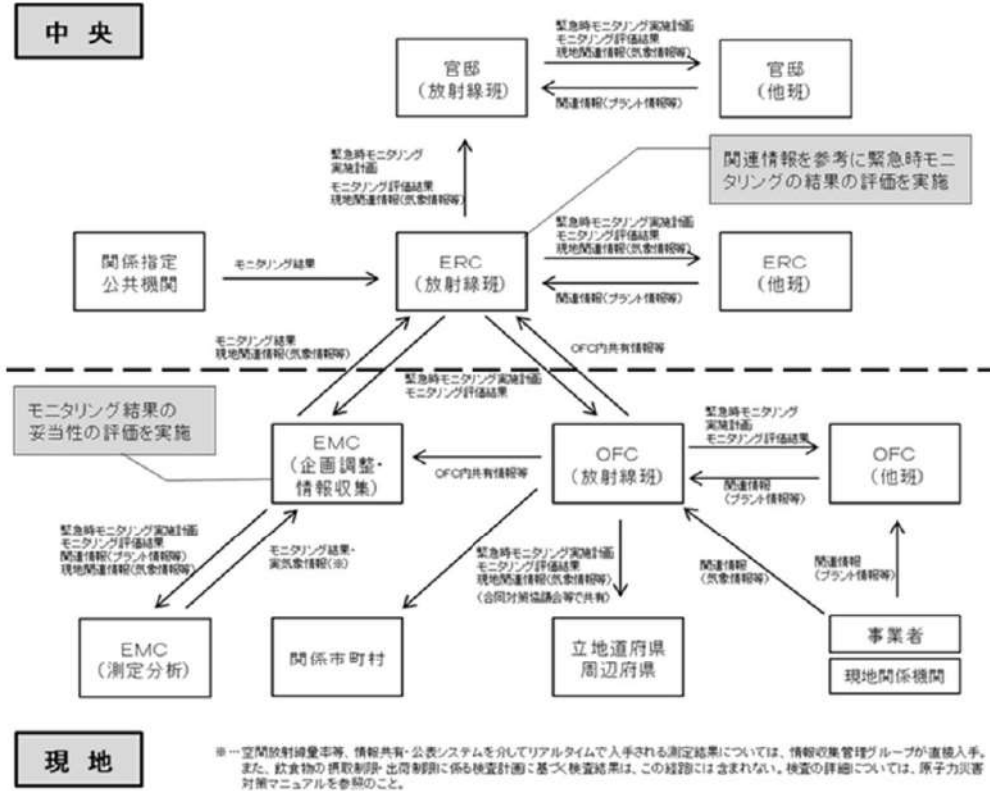 中 央
緊急時モニタリング実施計画
モニタリング評価結果
現地関連情報(気象情報等)
官邸
(放射線班)
官邸
(他班)
関連情報(プラント情報等)
緊急時モニタリング
実施計画
モニタリング評価結果
現地関連情報(気象情報等)
関連情報を参考に緊急時モニ
タリングの結果の評価を実施
緊急時モニタリング実施計画
モニタリング評価結果
現地関連情報(気象情報等)
関係指定
公共機関
モニタリング結果
ERC
(放射線班)
ERC
(他班)
関連情報(プラント情報等)
モニタリング結果
現地関連情報(気象情報等)
OFC内共有情報等
緊急時モニタリング実施計画
モニタリング評価結果
モニタリング結果の
妥当性の評価を実施
EMC
(企画調整・
情報収集)
OFC内共有情報等
OFC
(放射線班)
緊急時モニタリング
実施計画
モニタリング評価結果
関連情報
(プラント情報等)
OFC
(他班)
緊急時モニタリング実施計画
モニタリング評価結果
関連情報(プラント情報等)
現地関連情報(気象情報等)
モニタリング結果・
実気象情報(※)
緊急時モニタリング実施計画
モニタリング評価結果
現地関連情報(気象情報等)
(合同対策協議会等で共有)
関連情報
(気象情報等)
関連情報
(プラント情報等)
EMC
(測定分析)
関係市町村
立地道府県
周辺府県
事業者
現地関係機関
現 地
※…空間放射線量率等、情報共有・公表システムを介してリアルタイムで入手される測定結果については、情報収集管理グループが直接入手。
また、飲食物の摂取制限・出荷制限に係る検査計画に基づく検査結果は、この経路には含まれない。検査の詳細については、原子力災害
対策マニュアルを参照のこと。